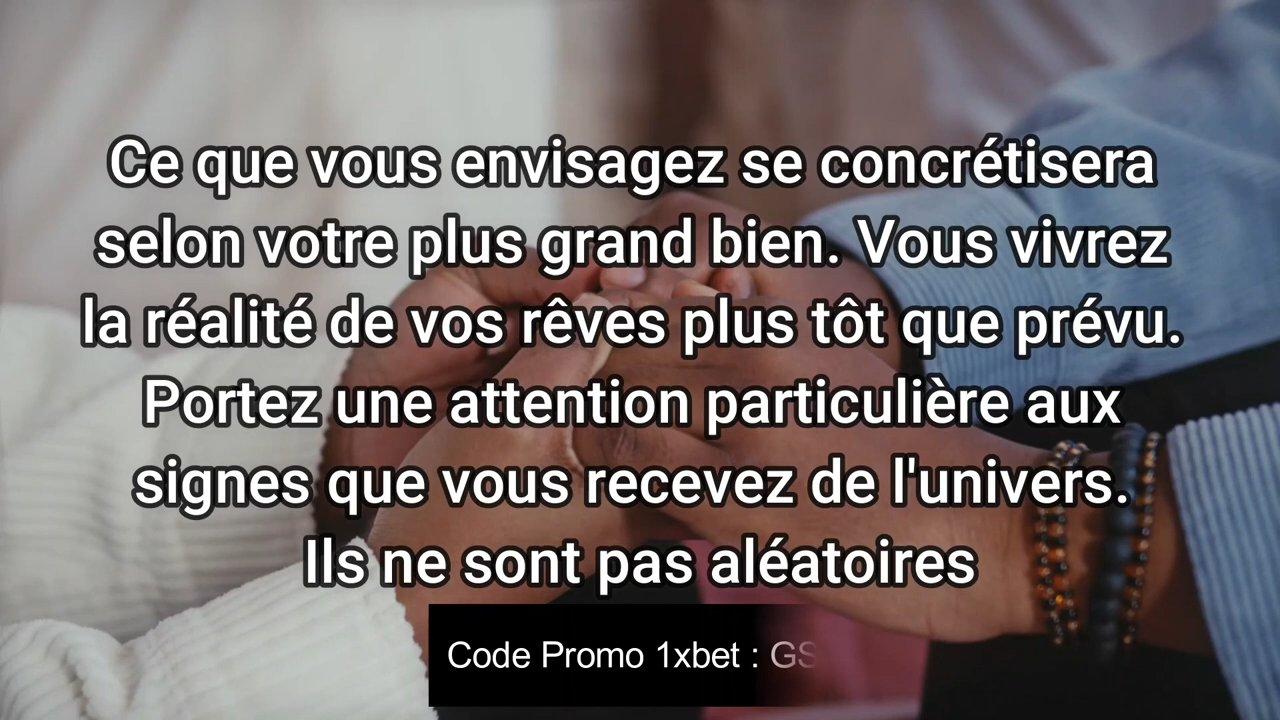 Ce que vous envisagez se concrétisera
selon votre plus grand bien. Vous vivrez
la réalité de vos rêves plus tôt que prévu.
Portez une attention particulière aux
signes que vous recevez de l'univers.
Ils ne sont pas aléatoires
Code Promo 1xbet :